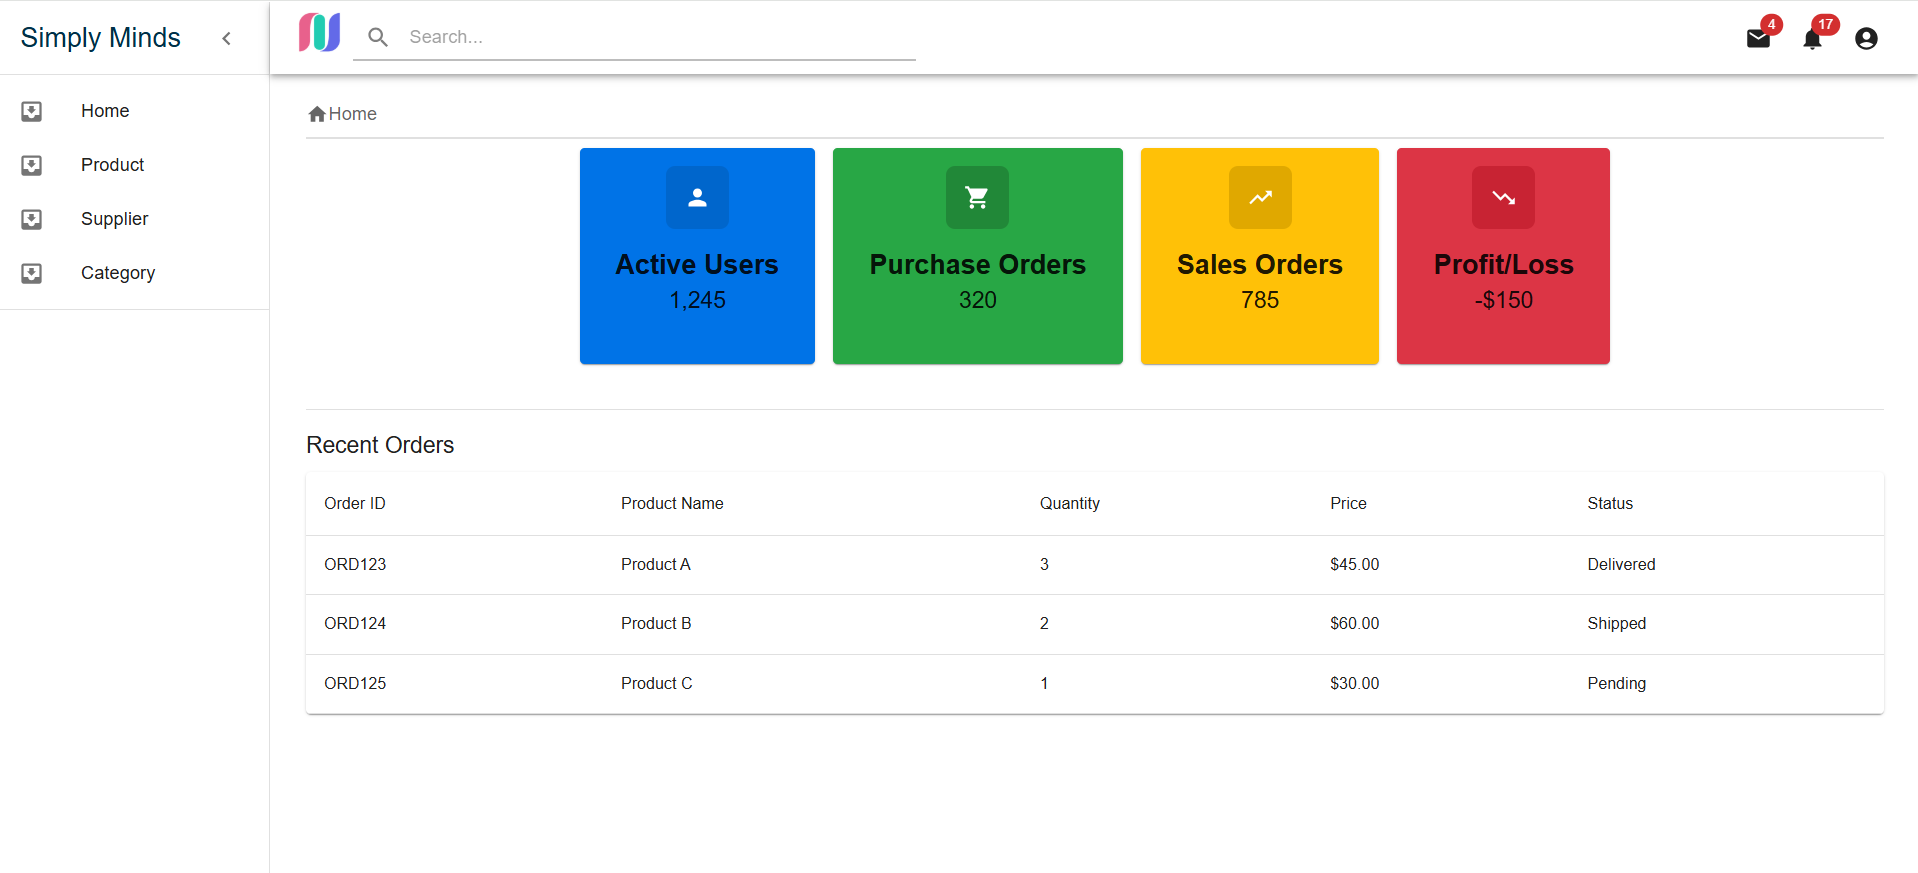 Simply Minds
Search...
4
17
Home
Product
Supplier
Category
Home
Active Users
1,245
Purchase Orders
320
Sales Orders
785
Profit/Loss
-$150
Recent Orders
Order ID Product Name Quantity Price Status
ORD123 Product A 3 $45.00 Delivered
ORD124 Product B 2 $60.00 Shipped
ORD125 Product C 1 $30.00 Pending